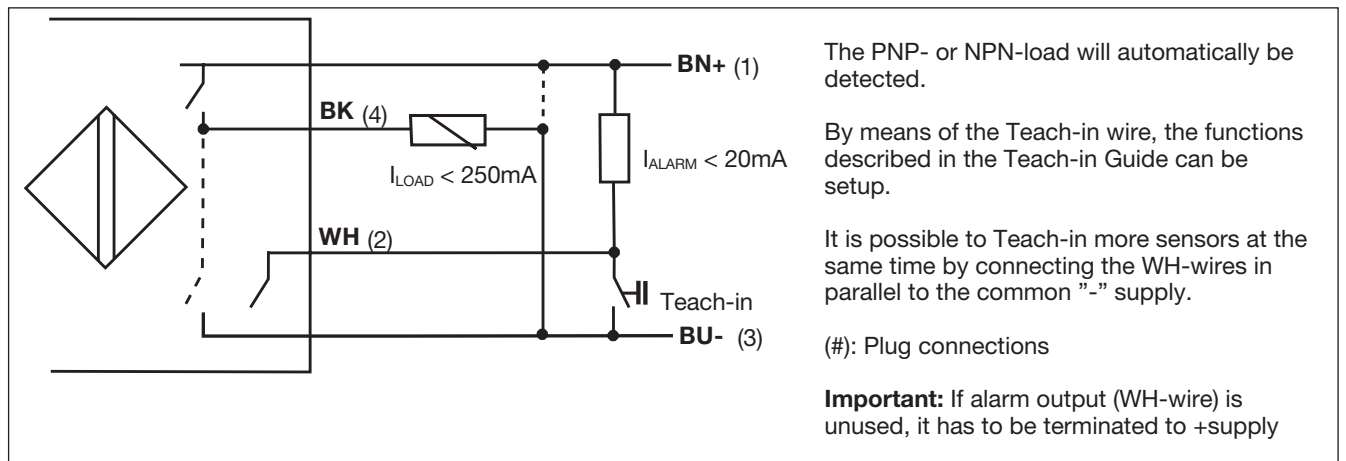 BN+ (1)
BK (4)
I_LOAD < 250mA
I_ALARM < 20mA
WH (2)
Teach-in
BU- (3)
The PNP- or NPN-load will automatically be
detected.
By means of the Teach-in wire, the functions
described in the Teach-in Guide can be
setup.
It is possible to Teach-in more sensors at the
same time by connecting the WH-wires in
parallel to the common ”-” supply.
(#): Plug connections
Important: If alarm output (WH-wire) is
unused, it has to be terminated to +supply